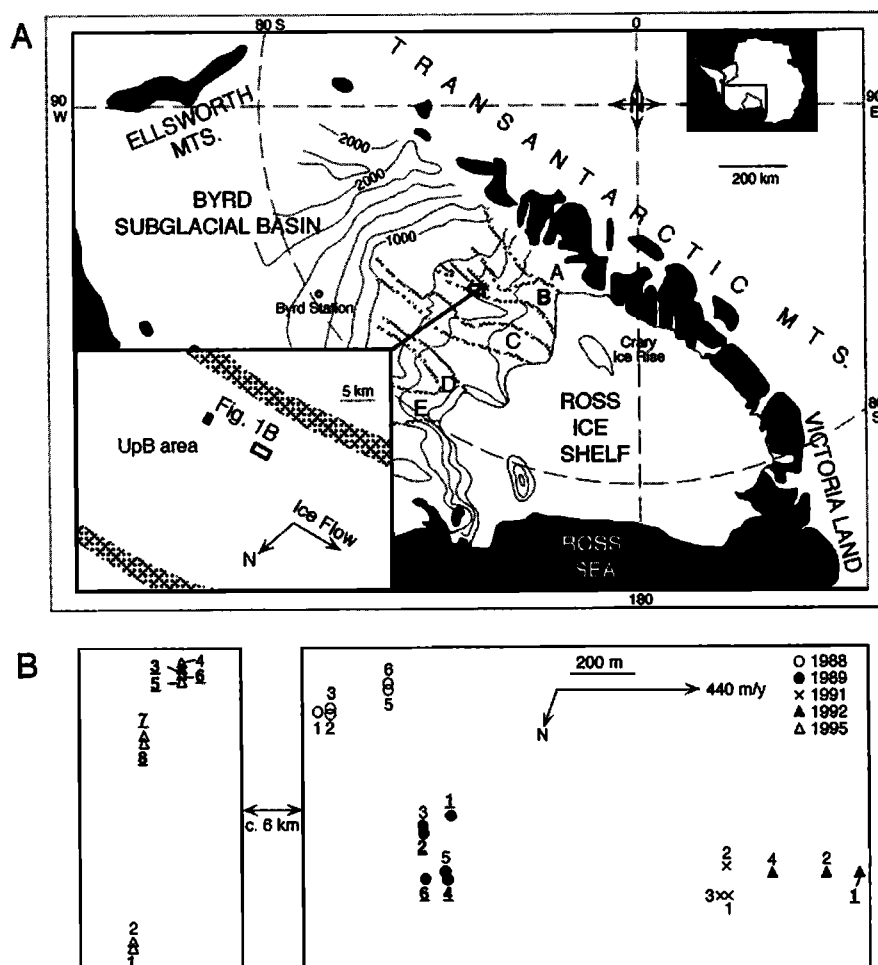 A
80 S
0
90
W
90
E
ELLSWORTH
MTS.
TRANSANTARCTIC MTS.
200 km
2000
2000
1000
BYRD
SUBGLACIAL BASIN
Byrd Station
A
B
C
D
E
Crary
Ice Rise
ROSS
ICE
SHELF
80
S
VICTORIA LAND
5 km
Fig. 1B
UpB area
Ice Flow
N
ROSS
SEA
180
B
3 4
5 6
7
8
2
1
c. 6 km
6
3
5
1 2
200 m
440 m/y
N
1988
1989
1991
1992
1995
3 1
2
5
6 4
2 4 2
3
1
1